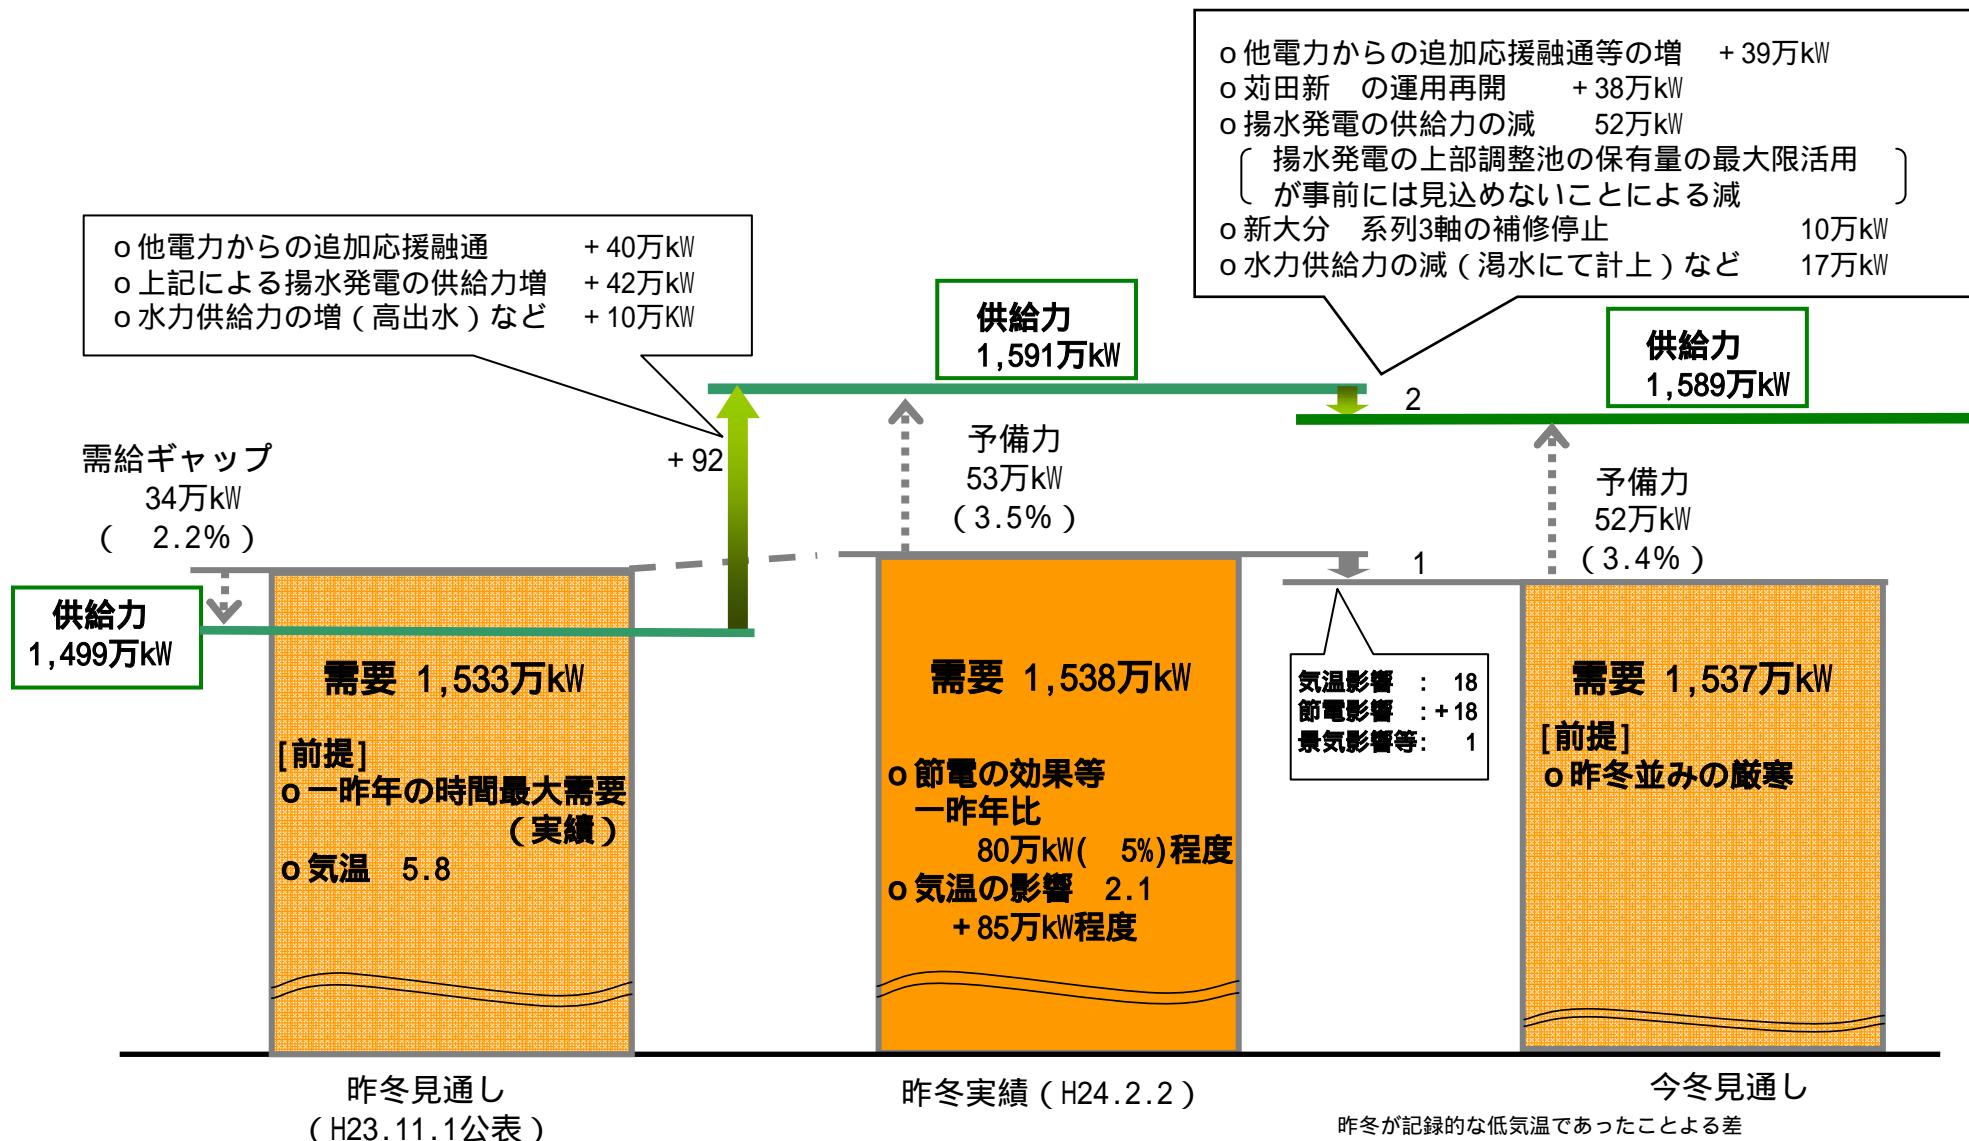 o 他電力からの追加応援融通等の増 +39万kW
o 苅田新 の運用再開 +38万kW
o 揚水発電の供給力の減 52万kW
揚水発電の上部調整池の保有量の最大限活用
が事前には見込めないことによる減
o 新大分 系列3軸の補修停止 10万kW
o 水力供給力の減(渇水にて計上)など 17万kW
o 他電力からの追加応援融通 +40万kW
o 上記による揚水発電の供給力増 +42万kW
o 水力供給力の増(高出水)など +10万KW
供給力
1,591万kW
供給力
1,589万kW
2
+92
需給ギャップ
34万kW
( 2.2%)
予備力
53万kW
(3.5%)
予備力
52万kW
(3.4%)
1
供給力
1,499万kW
需要 1,533万kW
[前提]
o 一昨年の時間最大需要
(実績)
o 気温 5.8
需要 1,538万kW
o 節電の効果等
一昨年比
80万kW( 5%)程度
o 気温の影響 2.1
+85万kW程度
気温影響 : 18
節電影響 :+18
景気影響等: 1
需要 1,537万kW
[前提]
o 昨冬並みの厳寒
昨冬見通し
(H23.11.1公表)
昨冬実績(H24.2.2)
今冬見通し
昨冬が記録的な低気温であったことよる差